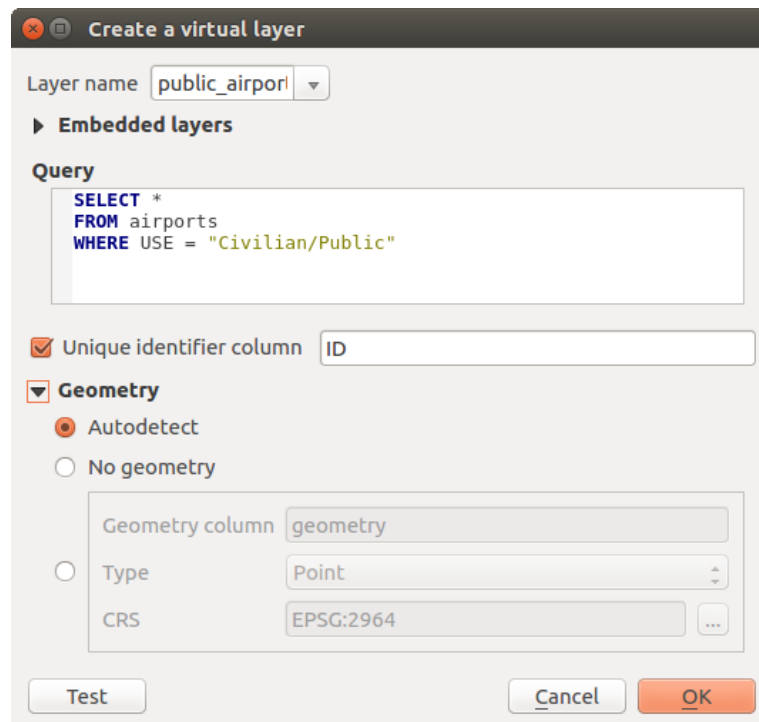 Create a virtual layer
Layer name public_airport
Embedded layers
Query
SELECT *
FROM airports
WHERE USE = "Civilian/Public"
Unique identifier column ID
Geometry
Autodetect
No geometry
Geometry column geometry
Type Point
CRS EPSG:2964 ...
Test Cancel OK